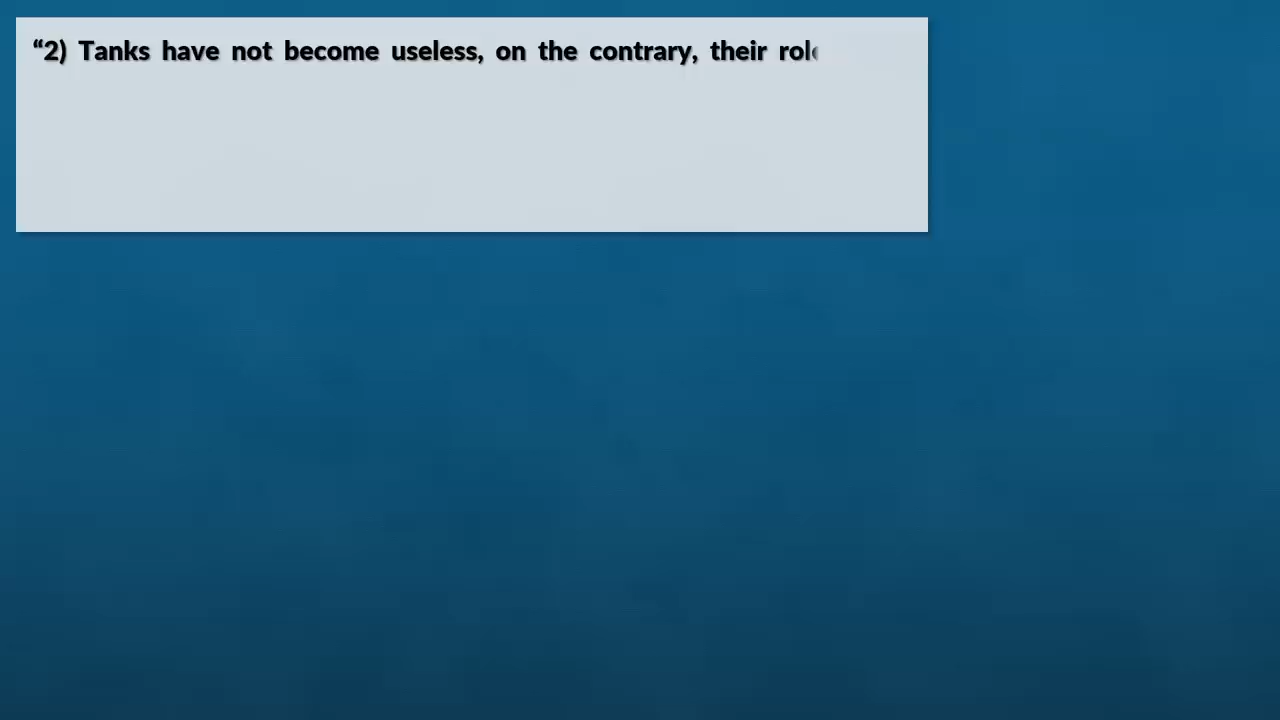 “2) Tanks have not become useless, on the contrary, their